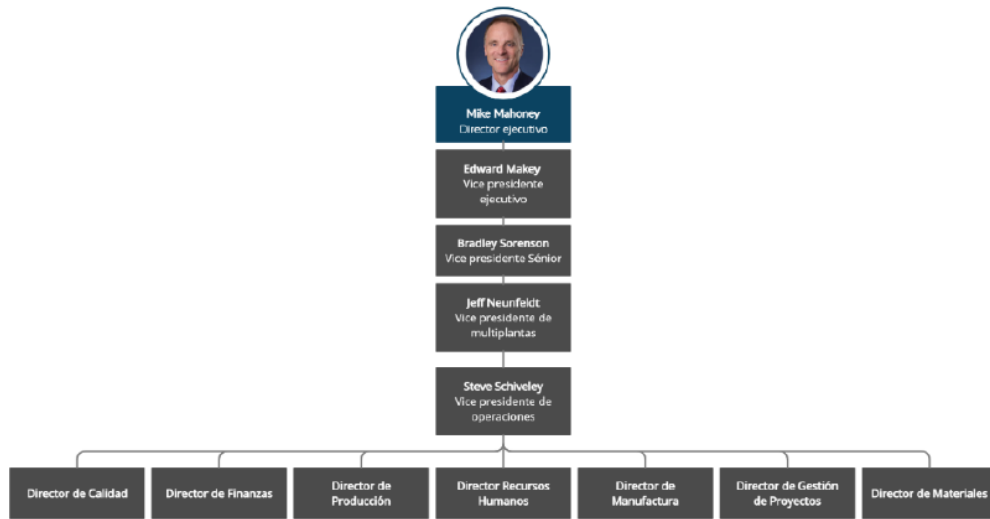 Mike Mahoney
Director ejecutivo
Edward Makey
Vice presidente
ejecutivo
Bradley Sorenson
Vice presidente Sénior
Jeff Neunfeldt
Vice presidente de
multiplantas
Steve Schiveley
Vice presidente de
operaciones
Director de Calidad
Director de Finanzas
Director de
Producción
Director Recursos
Humanos
Director de
Manufactura
Director de Gestión
de Proyectos
Director de Materiales